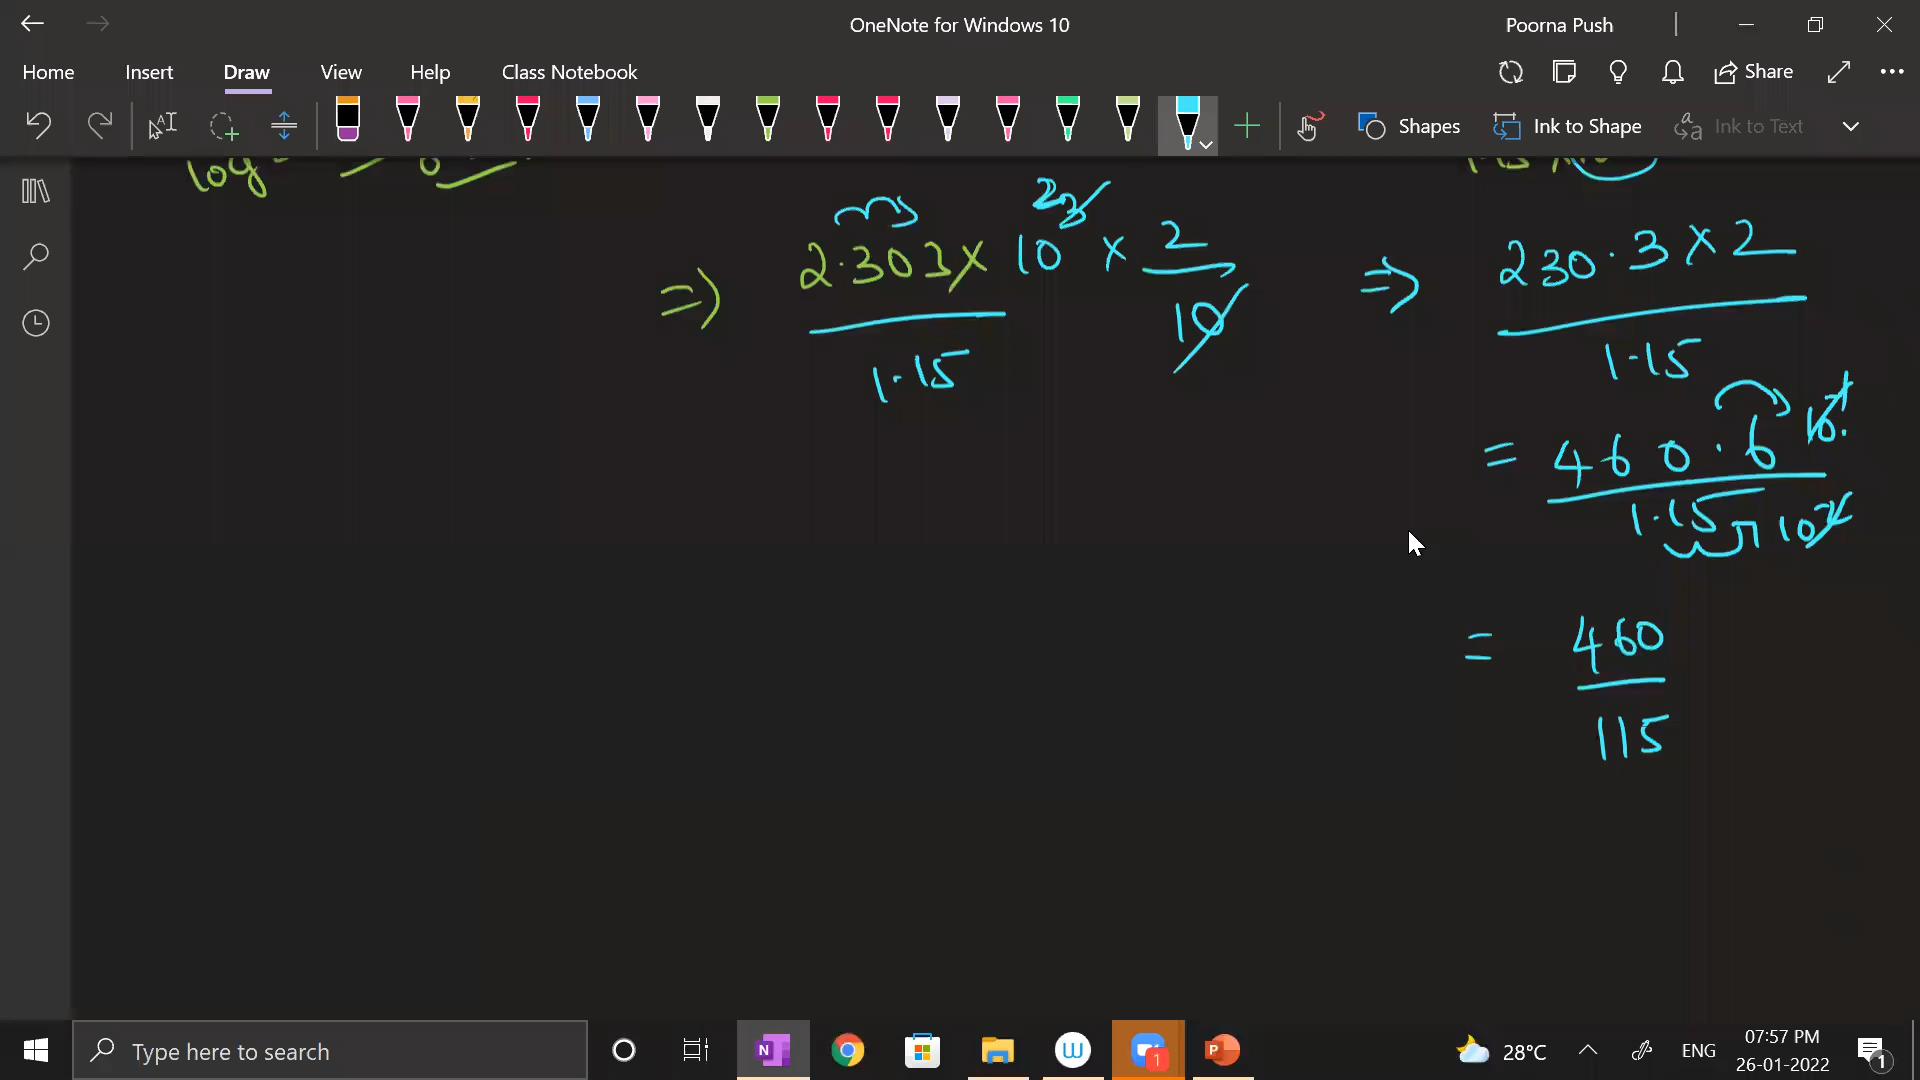 OneNote for Windows 10
Poorna Push
Home Insert Draw View Help Class Notebook
Share
Shapes Ink to Shape Ink to Text
log
=> 2.303 x 10 x 2
1.15 10
=> 230.3 x 2
1.15
= 460.6
1.15
= 460
115
Type here to search
28°C
ENG
07:57 PM
26-01-2022